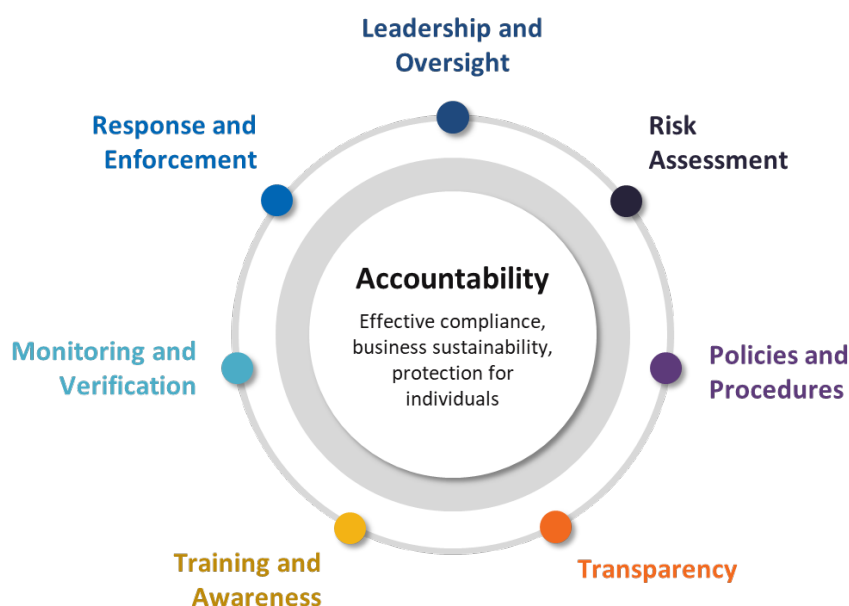 Leadership and
Oversight
Response and
Enforcement
Risk
Assessment
Accountability
Effective compliance,
business sustainability,
protection for
individuals
Monitoring and
Verification
Policies and
Procedures
Training and
Awareness
Transparency